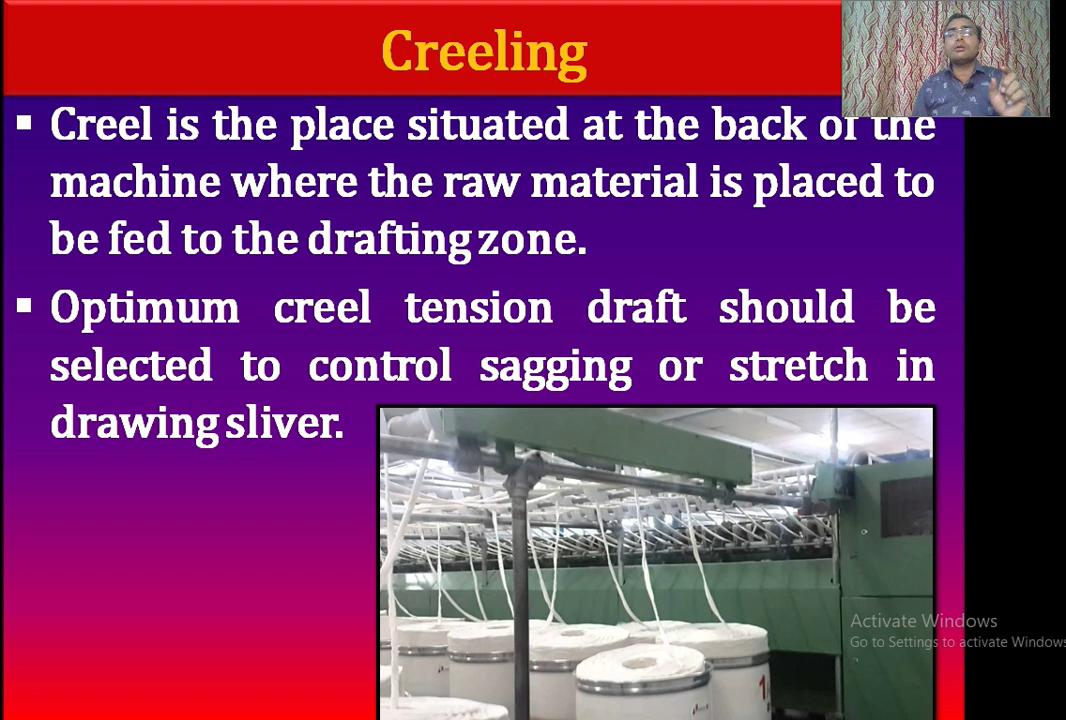 Creeling
▪ Creel is the place situated at the back of the
machine where the raw material is placed to
be fed to the drafting zone.
▪ Optimum creel tension draft should be
selected to control sagging or stretch in
drawing sliver.
Activate Windows
Go to Settings to activate Windows